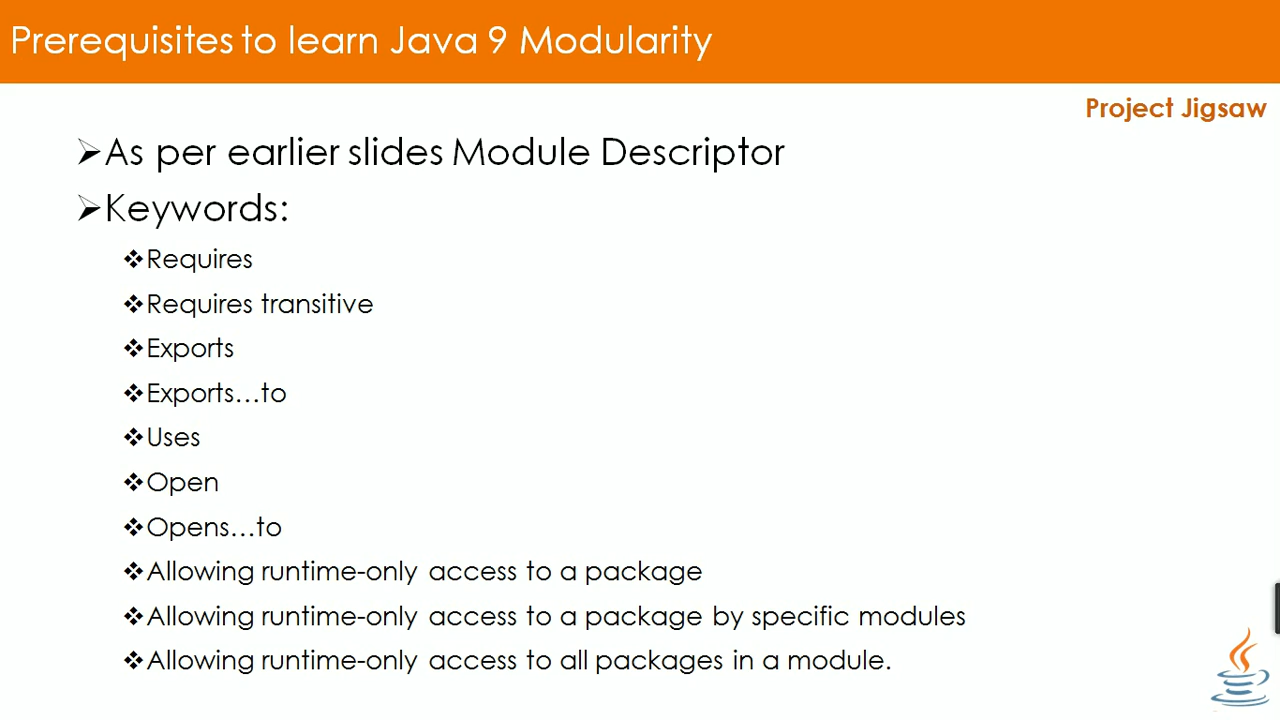 Prerequisites to learn Java 9 Modularity
Project Jigsaw
As per earlier slides Module Descriptor
Keywords:
Requires
Requires transitive
Exports
Exports...to
Uses
Open
Opens...to
Allowing runtime-only access to a package
Allowing runtime-only access to a package by specific modules
Allowing runtime-only access to all packages in a module.